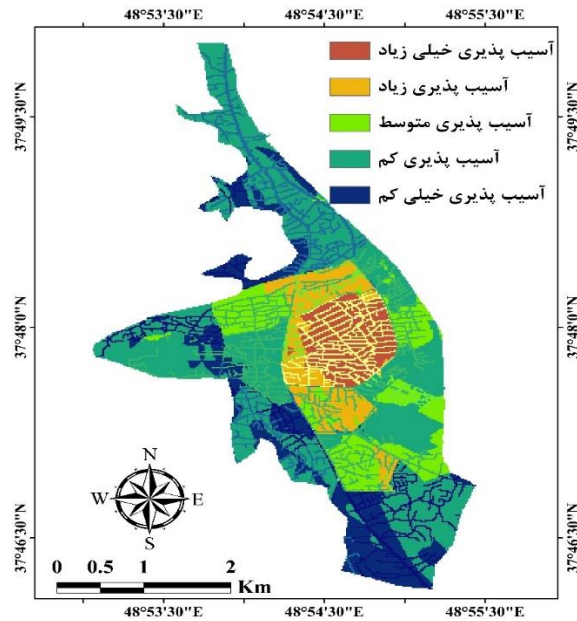 48°53'30"E 48°54'30"E 48°55'30"E
آسیب پذیری خیلی زیاد
آسیب پذیری زیاد
آسیب پذیری متوسط
آسیب پذیری کم
آسیب پذیری خیلی کم
37°49'30"N 37°49'30"N
37°48'0"N 37°48'0"N
37°46'30"N 37°46'30"N
N
W E
S
0 0.5 1 2
Km
48°53'30"E 48°54'30"E 48°55'30"E